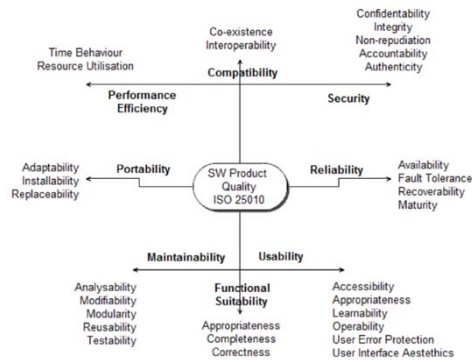 Confidentability
Integrity
Non-repudiation
Accountability
Authenticity
Co-existence
Interoperability
Time Behaviour
Resource Utilisation
Compatibility
Performance
Efficiency
Security
Adaptability
Installability
Replaceability
Portability
SW Product
Quality
ISO 25010
Reliability
Availability
Fault Tolerance
Recoverability
Maturity
Maintainability
Usability
Analysability
Modifiability
Modularity
Reusability
Testability
Functional
Suitability
Appropriateness
Completeness
Correctness
Accessibility
Appropriateness
Learnability
Operability
User Error Protection
User Interface Aestethics